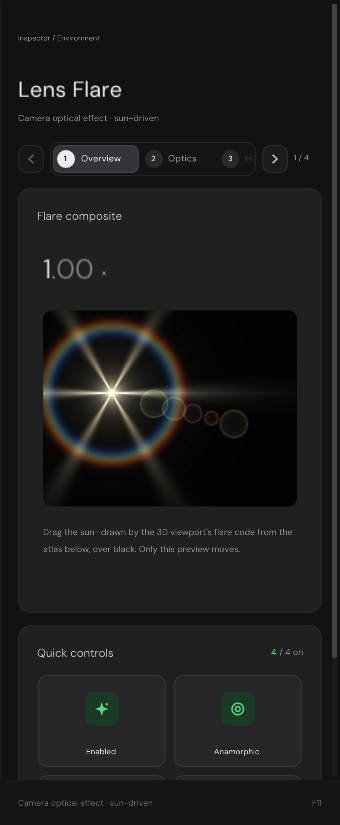 Inspector / Environment
Lens Flare
Camera optical effect · sun-driven
1 Overview 2 Optics 3 1 / 4
Flare composite
1.00 ×
Drag the sun · drawn by the 3D viewport's flare code from the
atlas below, over black. Only this preview moves.
Quick controls 4 / 4 on
Enabled Anamorphic
Camera optical effect · sun-driven F11